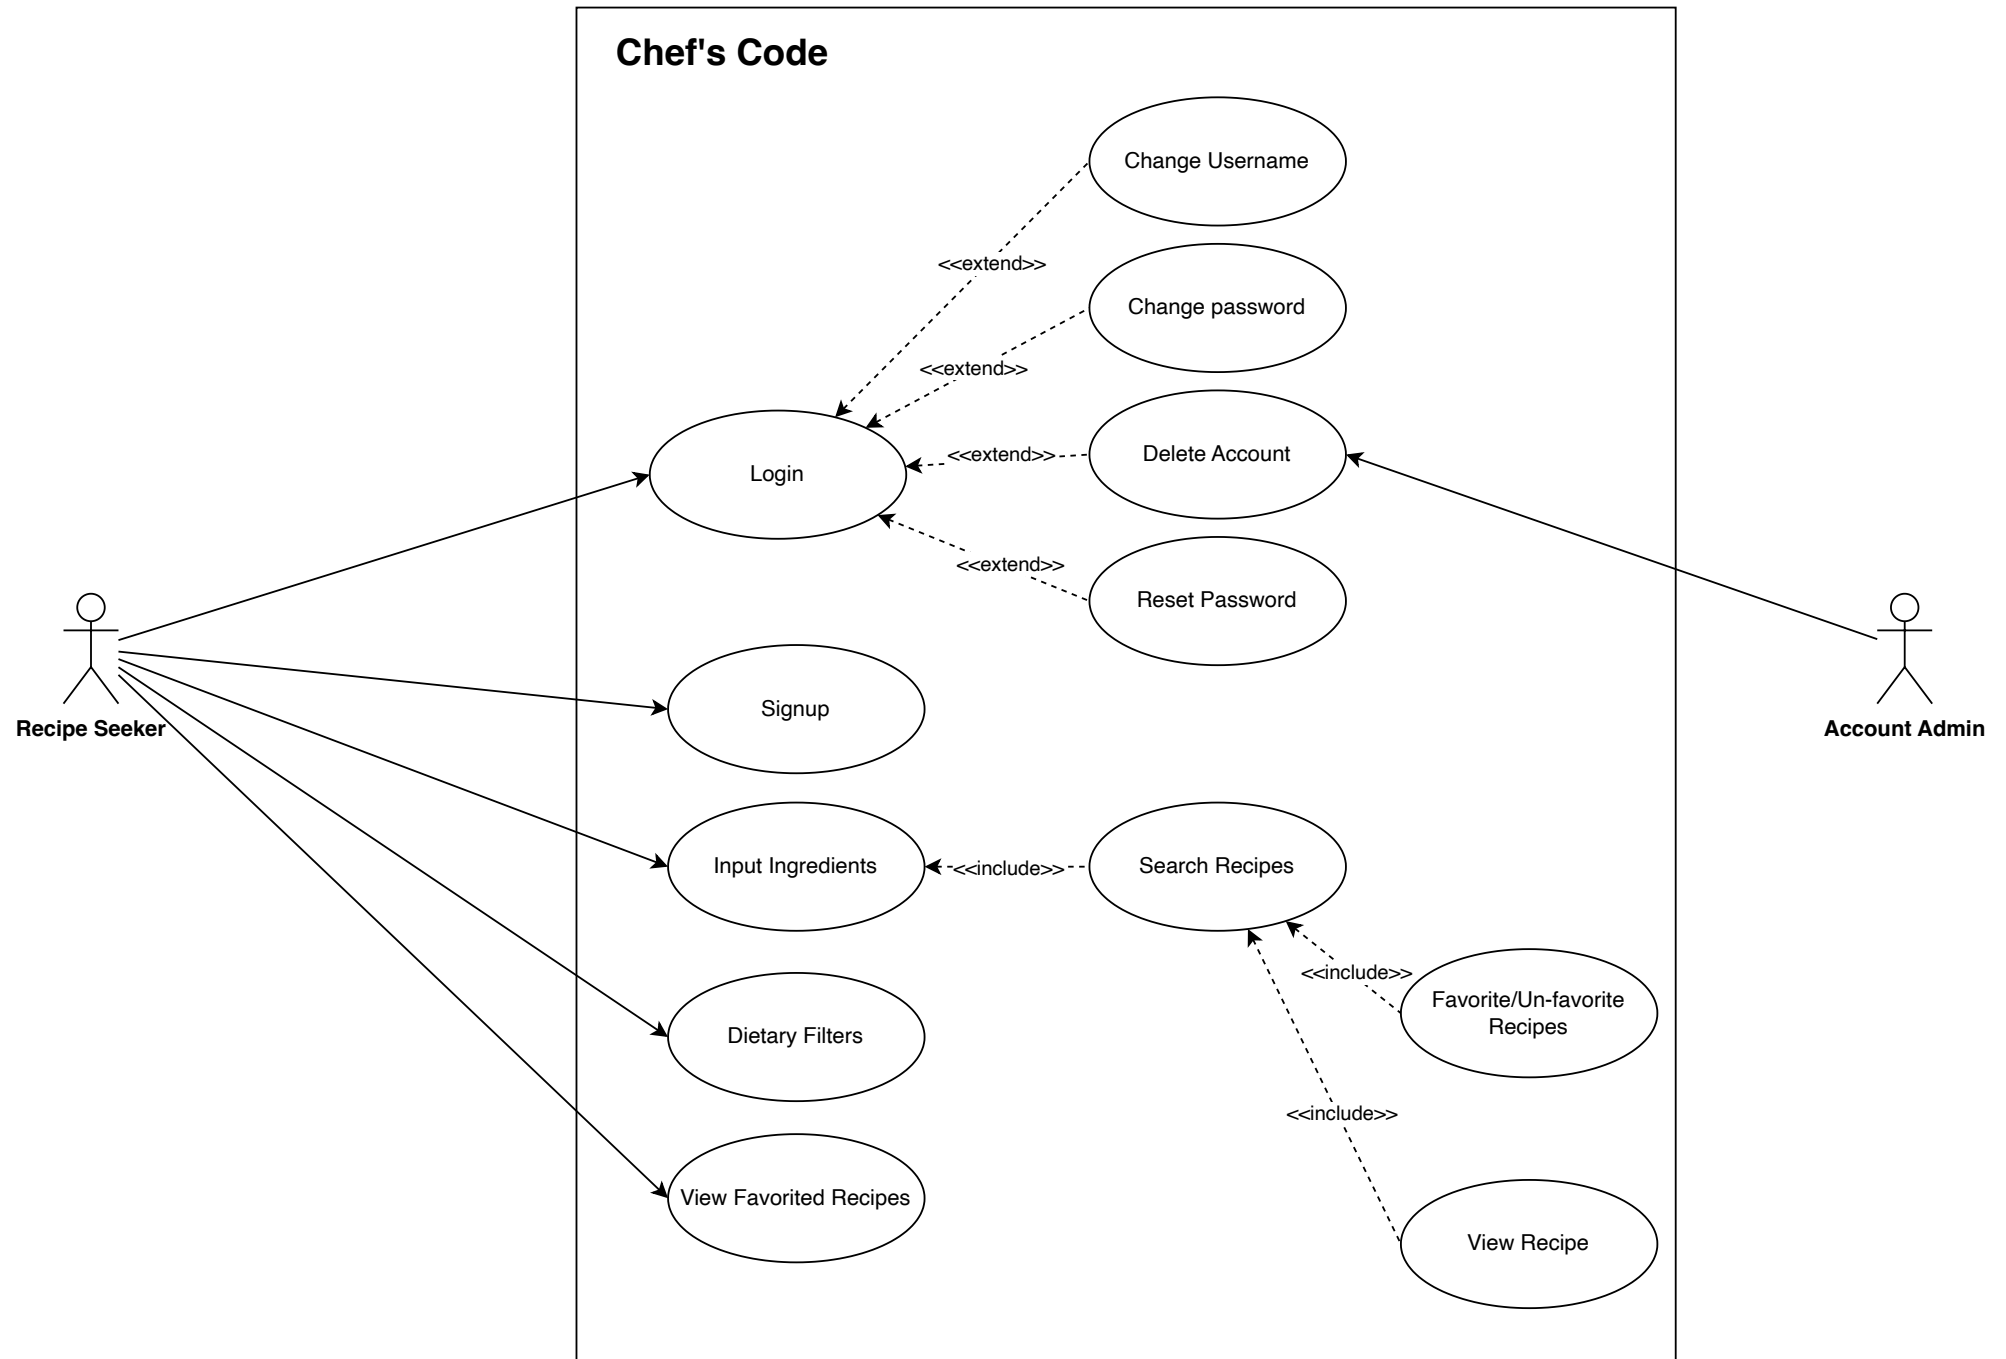 Chef's Code
Change Username
<<extend>>
Change password
<<extend>>
Login
<<extend>>
Delete Account
<<extend>>
Reset Password
Recipe Seeker
Signup
Account Admin
Input Ingredients
<<include>>
Search Recipes
<<include>>
Favorite/Un-favorite
Recipes
Dietary Filters
<<include>>
View Favorited Recipes
View Recipe